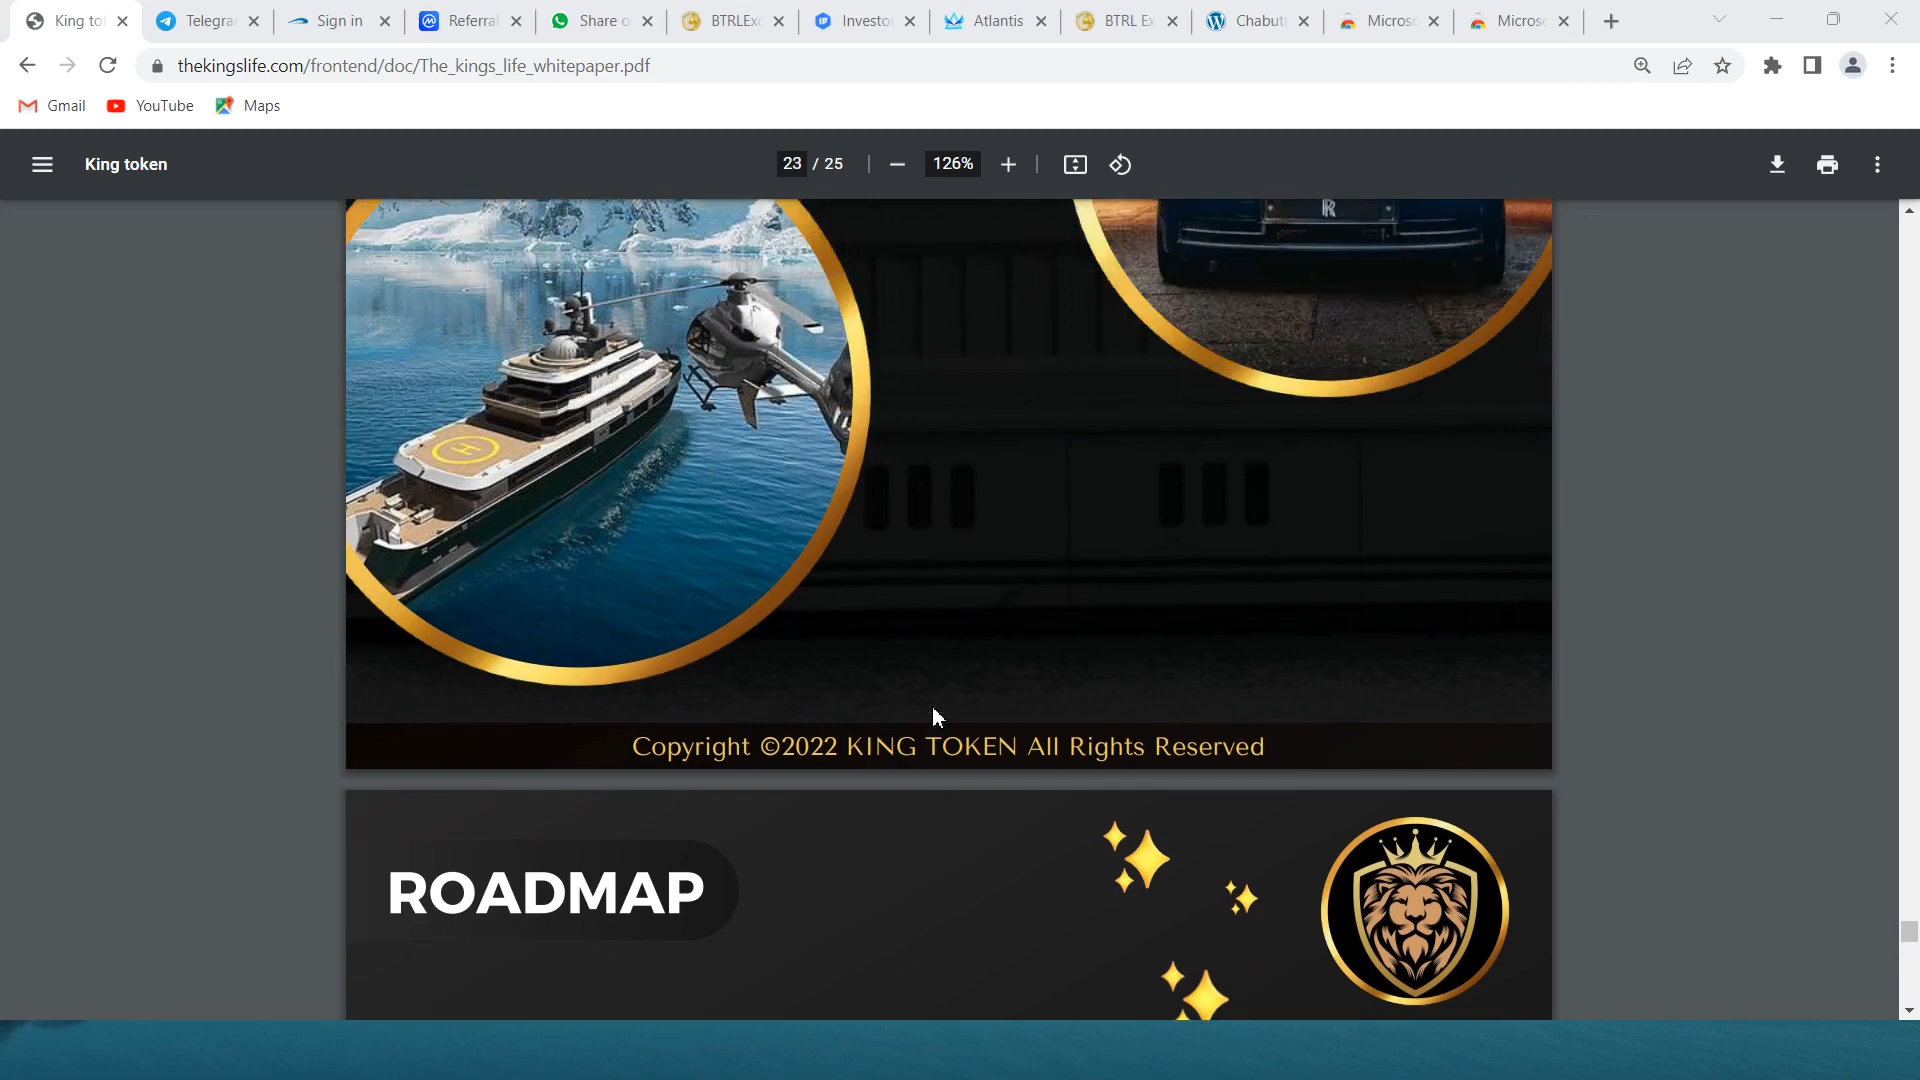 King to
Telegra
Sign in
Referra
Share o
BTRLExc
Investo
Atlantis
BTRL Ex
Chabut
Micros
Micros
thekingslife.com/frontend/doc/The_kings_life_whitepaper.pdf
Gmail
YouTube
Maps
King token
23 / 25
126%
R
H
Copyright ©2022 KING TOKEN All Rights Reserved
ROADMAP